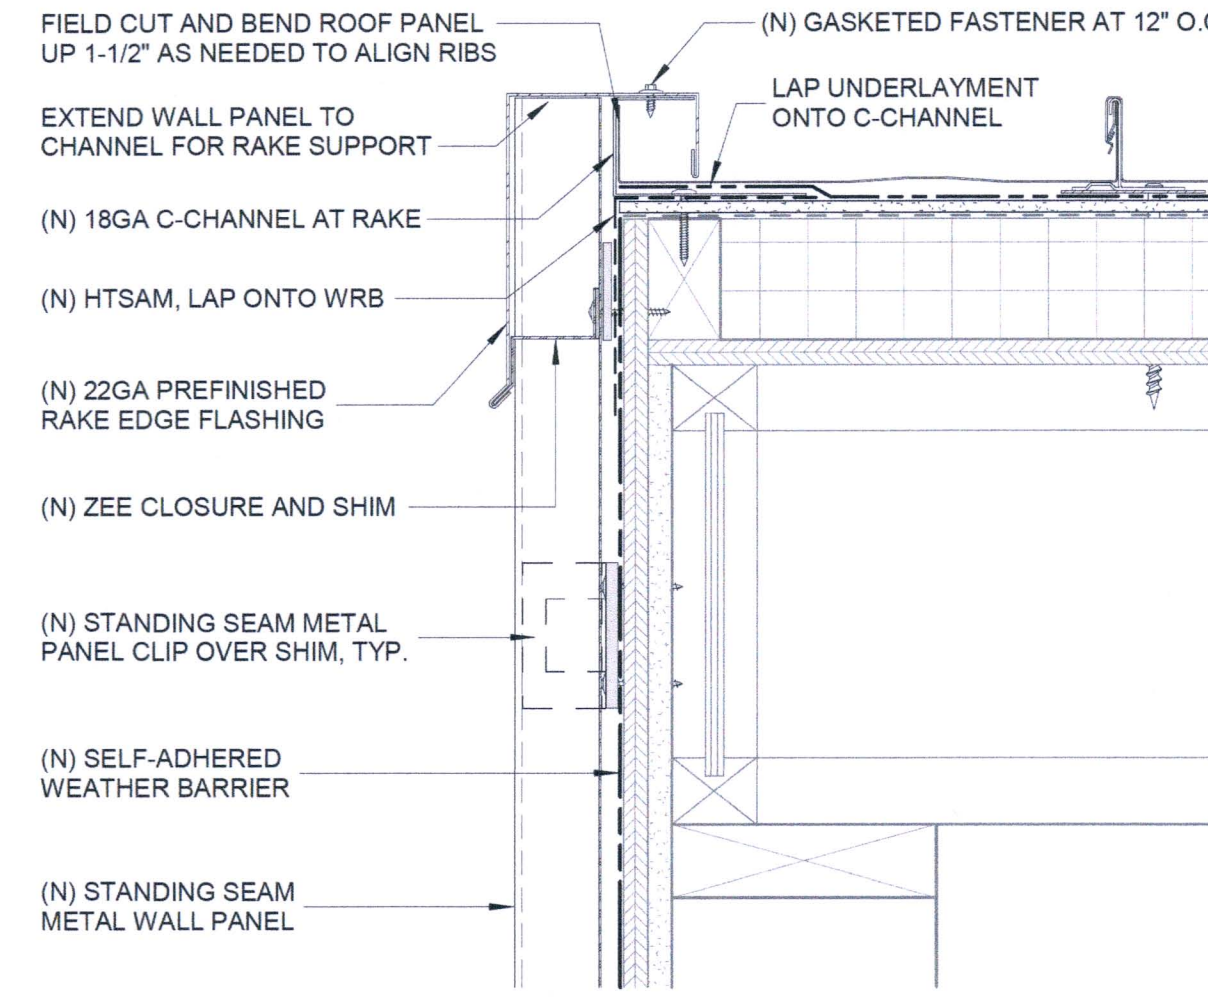 FIELD CUT AND BEND ROOF PANEL
UP 1-1/2" AS NEEDED TO ALIGN RIBS
(N) GASKETED FASTENER AT 12" O.C
LAP UNDERLAYMENT
ONTO C-CHANNEL
EXTEND WALL PANEL TO
CHANNEL FOR RAKE SUPPORT
(N) 18GA C-CHANNEL AT RAKE
(N) HTSAM, LAP ONTO WRB
(N) 22GA PREFINISHED
RAKE EDGE FLASHING
(N) ZEE CLOSURE AND SHIM
(N) STANDING SEAM METAL
PANEL CLIP OVER SHIM, TYP.
(N) SELF-ADHERED
WEATHER BARRIER
(N) STANDING SEAM
METAL WALL PANEL